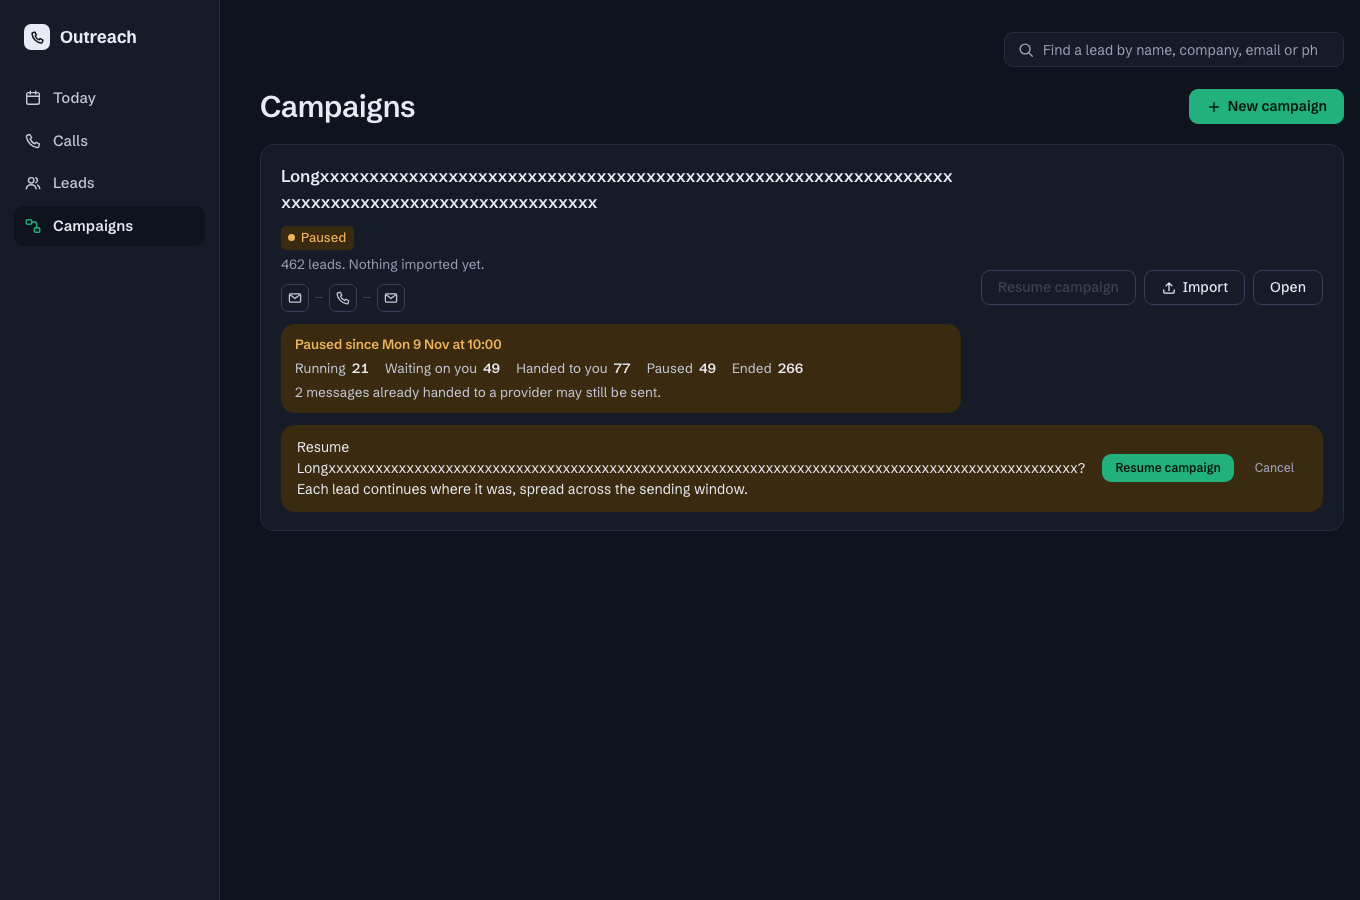 Outreach
Find a lead by name, company, email or ph
Today
Calls
Leads
Campaigns
Campaigns
New campaign
Longxxxxxxxxxxxxxxxxxxxxxxxxxxxxxxxxxxxxxxxxxxxxxxxxxxxxxxxxxxxxxxxx
xxxxxxxxxxxxxxxxxxxxxxxxxxxxxxxx
Paused
462 leads. Nothing imported yet.
Resume campaign
Import
Open
Paused since Mon 9 Nov at 10:00
Running 21 Waiting on you 49 Handed to you 77 Paused 49 Ended 266
2 messages already handed to a provider may still be sent.
Resume
Longxxxxxxxxxxxxxxxxxxxxxxxxxxxxxxxxxxxxxxxxxxxxxxxxxxxxxxxxxxxxxxxxxxxxxxxxxxxxxxxxxxxxxxxxxxxxxxxx?
Each lead continues where it was, spread across the sending window.
Resume campaign
Cancel